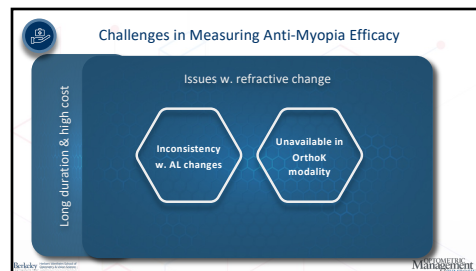 Challenges in Measuring Anti-Myopia Efficacy
Long duration & high cost
Issues w. refractive change
Inconsistency
w. AL changes
Unavailable in
OrthoK
modality
Berkeley
OPTOMETRIC
Management